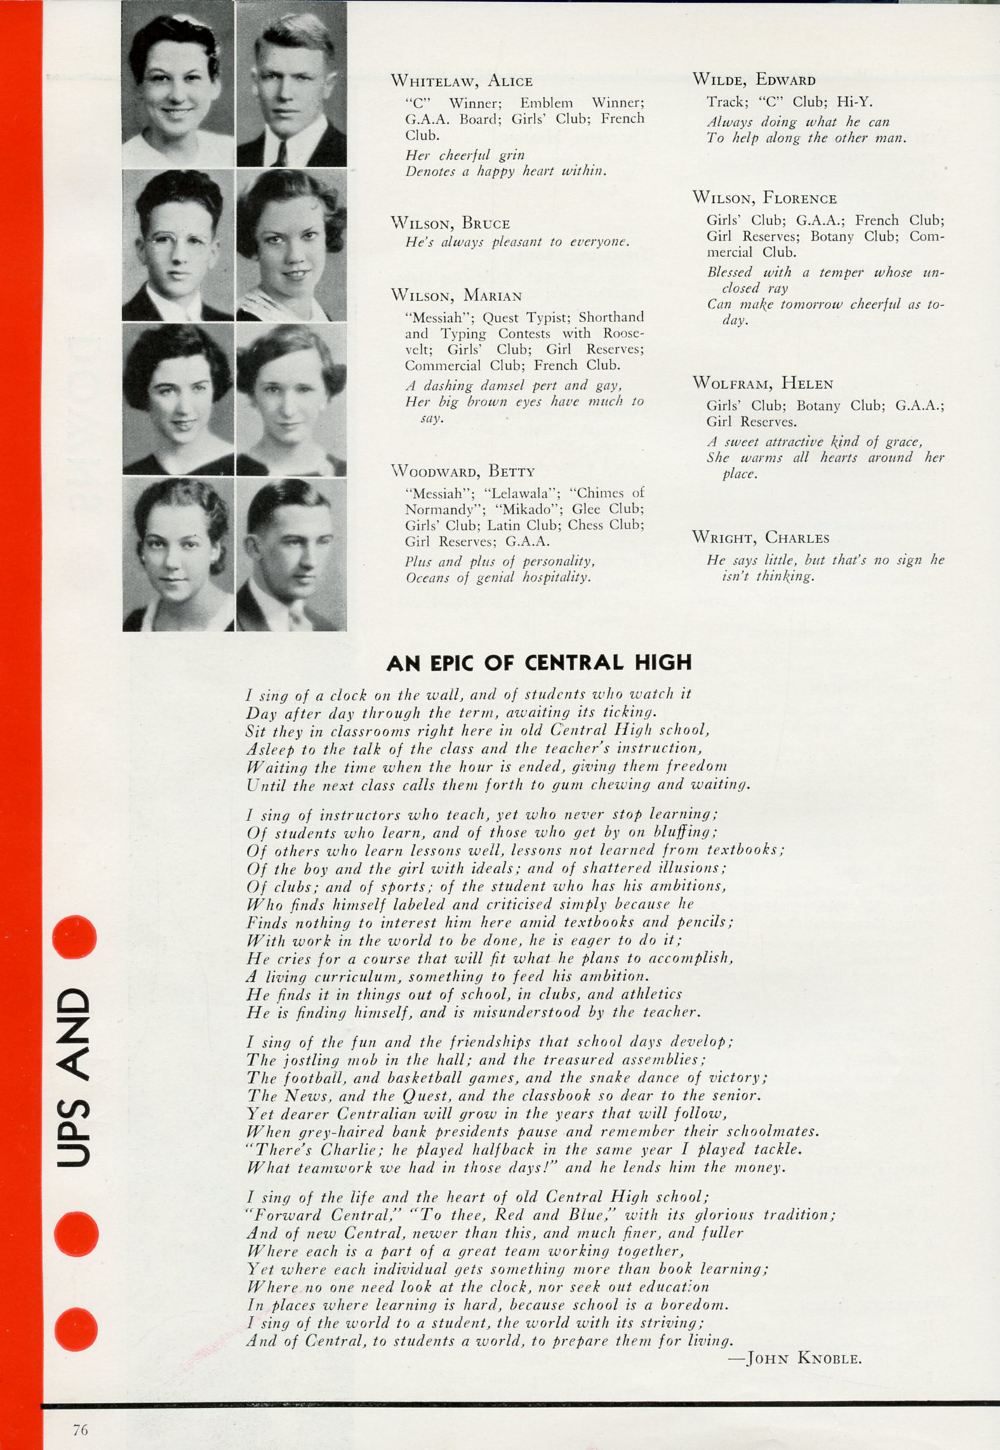 WHITELAW, ALICE
"C" Winner; Emblem Winner;
G.A.A. Board; Girls' Club; French
Club.
Her cheerful grin
Denotes a happy heart within.
WILSON, BRUCE
He's always pleasant to everyone.
WILSON, MARIAN
"Messiah"; Quest Typist; Shorthand
and Typing Contests with Roose-
velt; Girls' Club; Girl Reserves;
Commercial Club; French Club.
A dashing damsel pert and gay,
Her big brown eyes have much to
say.
WOODWARD, BETTY
"Messiah"; "Lelawala"; "Chimes of
Normandy"; "Mikado"; Glee Club;
Girls' Club; Latin Club; Chess Club;
Girl Reserves; G.A.A.
Plus and plus of personality,
Oceans of genial hospitality.
WILDE, EDWARD
Track; "C" Club; Hi-Y.
Always doing what he can
To help along the other man.
WILSON, FLORENCE
Girls' Club; G.A.A.; French Club;
Girl Reserves; Botany Club; Com-
mercial Club.
Blessed with a temper whose un-
closed ray
Can make tomorrow cheerful as to-
day.
WOLFRAM, HELEN
Girls' Club; Botany Club; G.A.A.;
Girl Reserves.
A sweet attractive kind of grace,
She warms all hearts around her
place.
WRIGHT, CHARLES
He says little, but that's no sign he
isn't thinking.
AN EPIC OF CENTRAL HIGH
I sing of a clock on the wall, and of students who watch it
Day after day through the term, awaiting its ticking.
Sit they in classrooms right here in old Central High school,
Asleep to the talk of the class and the teacher's instruction,
Waiting the time when the hour is ended, giving them freedom
Until the next class calls them forth to gum chewing and waiting.
I sing of instructors who teach, yet who never stop learning;
Of students who learn, and of those who get by on bluffing;
Of others who learn lessons well, lessons not learned from textbooks;
Of the boy and the girl with ideals; and of shattered illusions;
Of clubs; and of sports; of the student who has his ambitions,
Who finds himself labeled and criticised simply because he
Finds nothing to interest him here amid textbooks and pencils;
With work in the world to be done, he is eager to do it;
He cries for a course that will fit what he plans to accomplish,
A living curriculum, something to feed his ambition.
He finds it in things out of school, in clubs, and athletics
He is finding himself, and is misunderstood by the teacher.
I sing of the fun and the friendships that school days develop;
The jostling mob in the hall; and the treasured assemblies;
The football, and basketball games, and the snake dance of victory;
The News, and the Quest, and the classbook so dear to the senior.
Yet dearer Centralian will grow in the years that will follow,
When grey-haired bank presidents pause and remember their schoolmates.
"There's Charlie; he played halfback in the same year I played tackle.
What teamwork we had in those days!" and he lends him the money.
I sing of the life and the heart of old Central High school;
"Forward Central," "To thee, Red and Blue," with its glorious tradition;
And of new Central, newer than this, and much finer, and fuller
Where each is a part of a great team working together,
Yet where each individual gets something more than book learning;
Where no one need look at the clock, nor seek out education
In places where learning is hard, because school is a boredom.
I sing of the world to a student, the world with its striving;
And of Central, to students a world, to prepare them for living.
—JOHN KNOBLE.
UPS AND
76